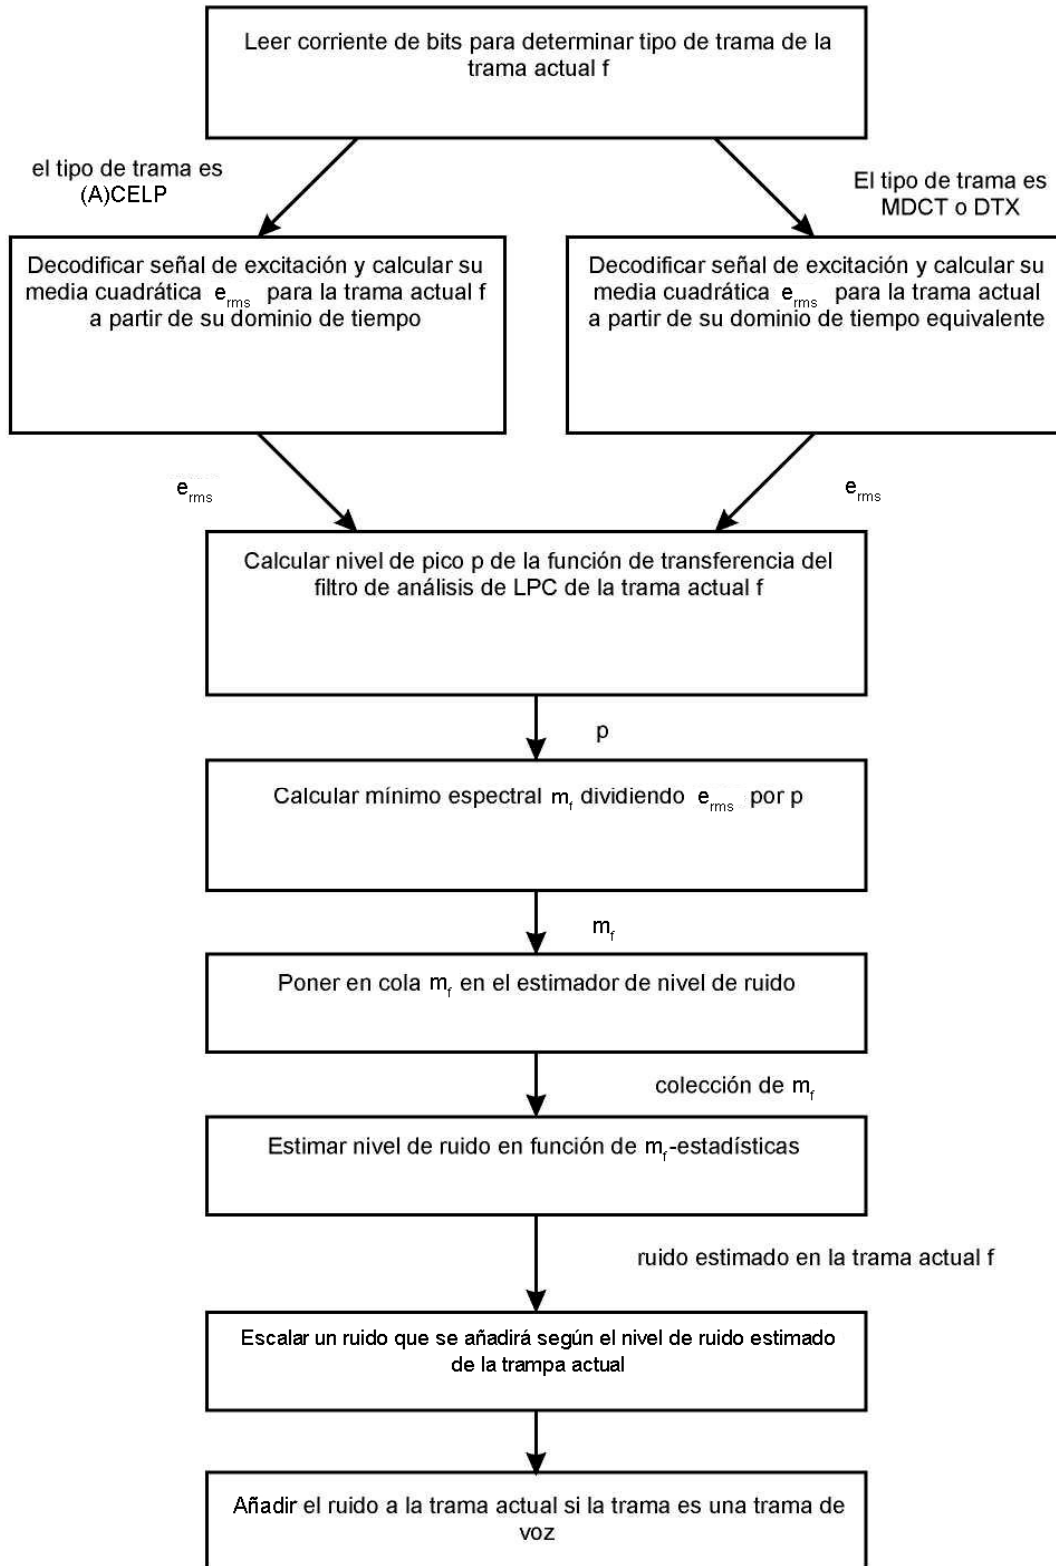 Leer corriente de bits para determinar tipo de trama de la
trama actual f
el tipo de trama es
(A)CELP
El tipo de trama es
MDCT o DTX
Decodificar señal de excitación y calcular su
media cuadrática e_rms para la trama actual f
a partir de su dominio de tiempo
Decodificar señal de excitación y calcular su
media cuadrática e_rms para la trama actual
a partir de su dominio de tiempo equivalente
e_rms
e_rms
Calcular nivel de pico p de la función de transferencia del
filtro de análisis de LPC de la trama actual f
p
Calcular mínimo espectral m_f dividiendo e_rms por p
m_f
Poner en cola m_f en el estimador de nivel de ruido
colección de m_f
Estimar nivel de ruido en función de m_f-estadísticas
ruido estimado en la trama actual f
Escalar un ruido que se añadirá según el nivel de ruido estimado
de la trampa actual
Añadir el ruido a la trama actual si la trama es una trama de
voz